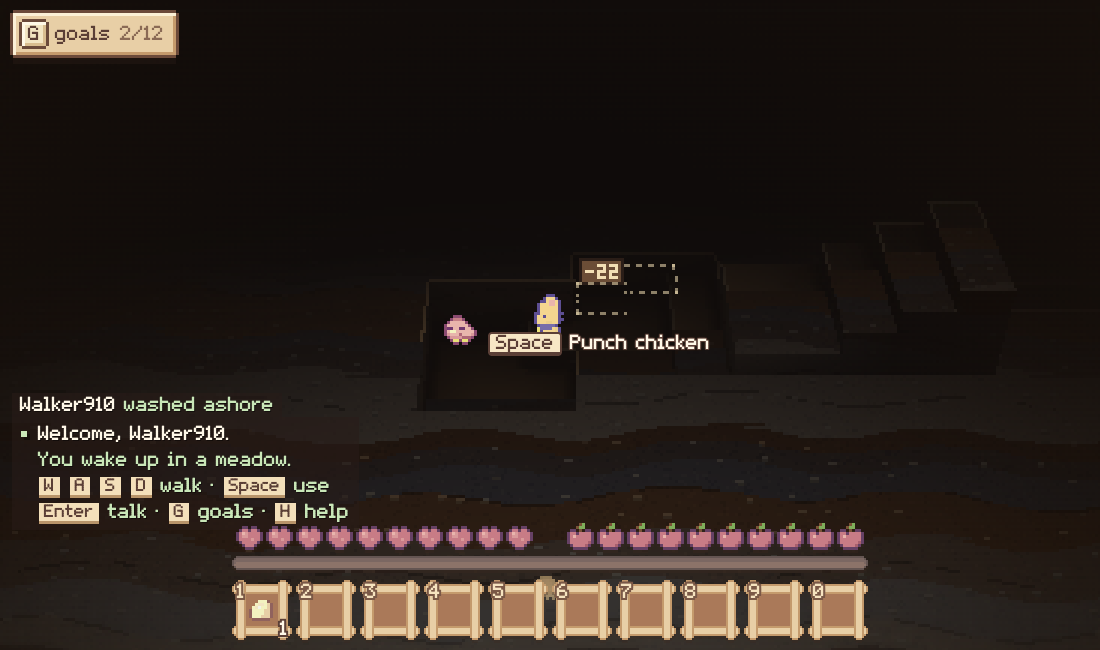 G goals 2/12
-22
Space Punch chicken
Walker910 washed ashore
Welcome, Walker910.
You wake up in a meadow.
W A S D walk · Space use
Enter talk · G goals · H help
1 2 3 4 5 6 7 8 9 0
1